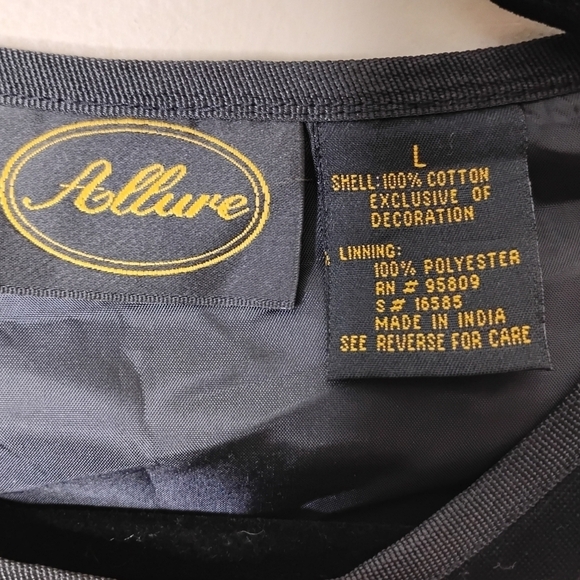 Allure
L
SHELL: 100% COTTON
EXCLUSIVE OF
DECORATION
LINNING:
100% POLYESTER
RN # 95809
S # 16585
MADE IN INDIA
SEE REVERSE FOR CARE